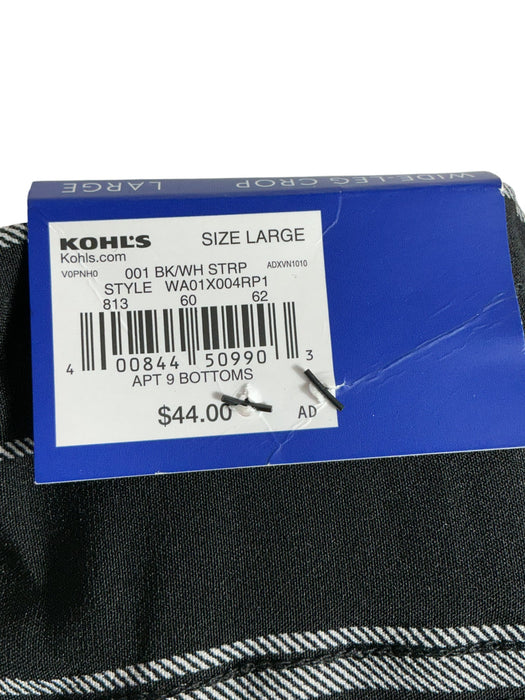 WIDE-LEG CROP
LARGE
KOHL'S
SIZE LARGE
Kohls.com
V0PNH0
001 BK/WH STRP
ADXVN1010
STYLE WA01X004RP1
813 60 62
4 00844 50990 3
APT 9 BOTTOMS
$44.00
AD